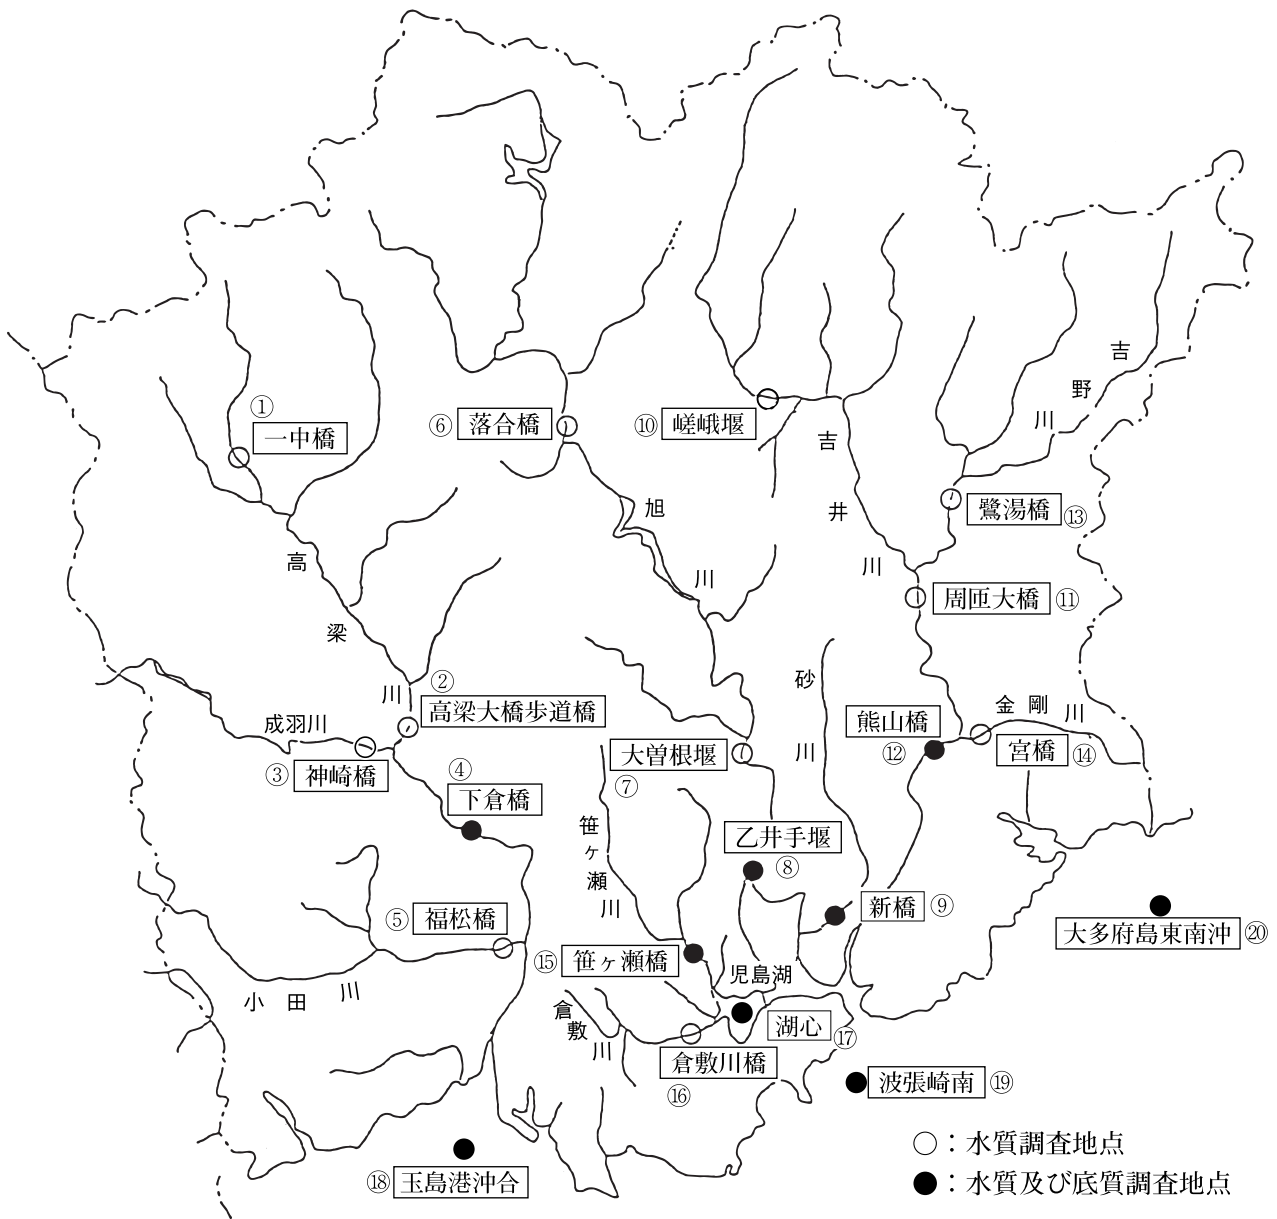 ① 一中橋
⑥ 落合橋
⑩ 嵯峨堰
吉野川
⑬ 鷺湯橋
吉井川
旭川
高梁川
⑪ 周匝大橋
② 高梁大橋歩道橋
成羽川
③ 神崎橋
④ 下倉橋
砂川
金剛川
⑫ 熊山橋
⑭ 宮橋
⑦ 大曽根堰
笹ヶ瀬川
⑧ 乙井手堰
⑨ 新橋
⑤ 福松橋
⑮ 笹ヶ瀬橋
児島湖
⑳ 大多府島東南沖
小田川
倉敷川
⑰ 湖心
⑯ 倉敷川橋
⑲ 波張崎南
⑱ 玉島港沖合
○：水質調査地点
●：水質及び底質調査地点